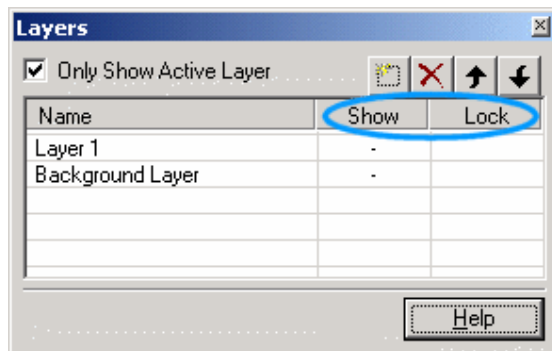 Layers
Only Show Active Layer
Name Show Lock
Layer 1 -
Background Layer -
Help